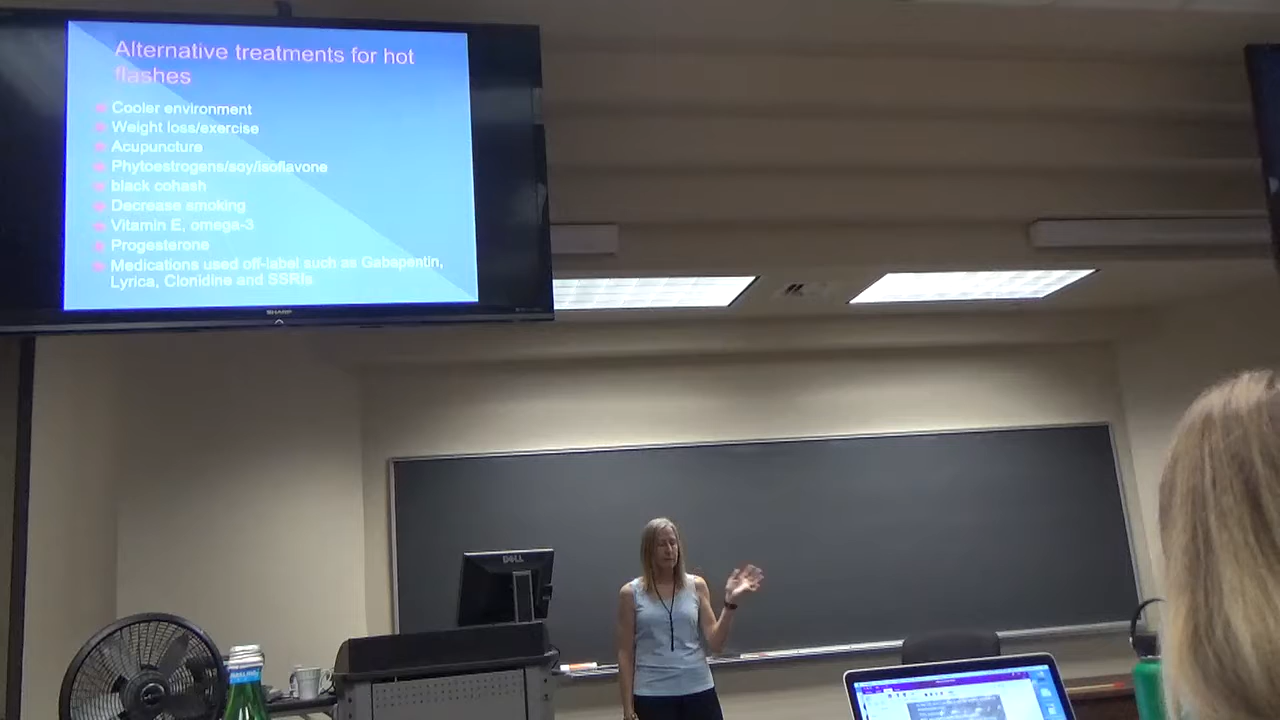 Alternative treatments for hot
flashes
Cooler environment
Weight loss/exercise
Acupuncture
Phytoestrogens/soy/isoflavone
black cohash
Decrease smoking
Vitamin E, omega-3
Progesterone
Medications used off-label such as Gabapentin,
Lyrica, Clonidine and SSRIs
SHARP
DELL